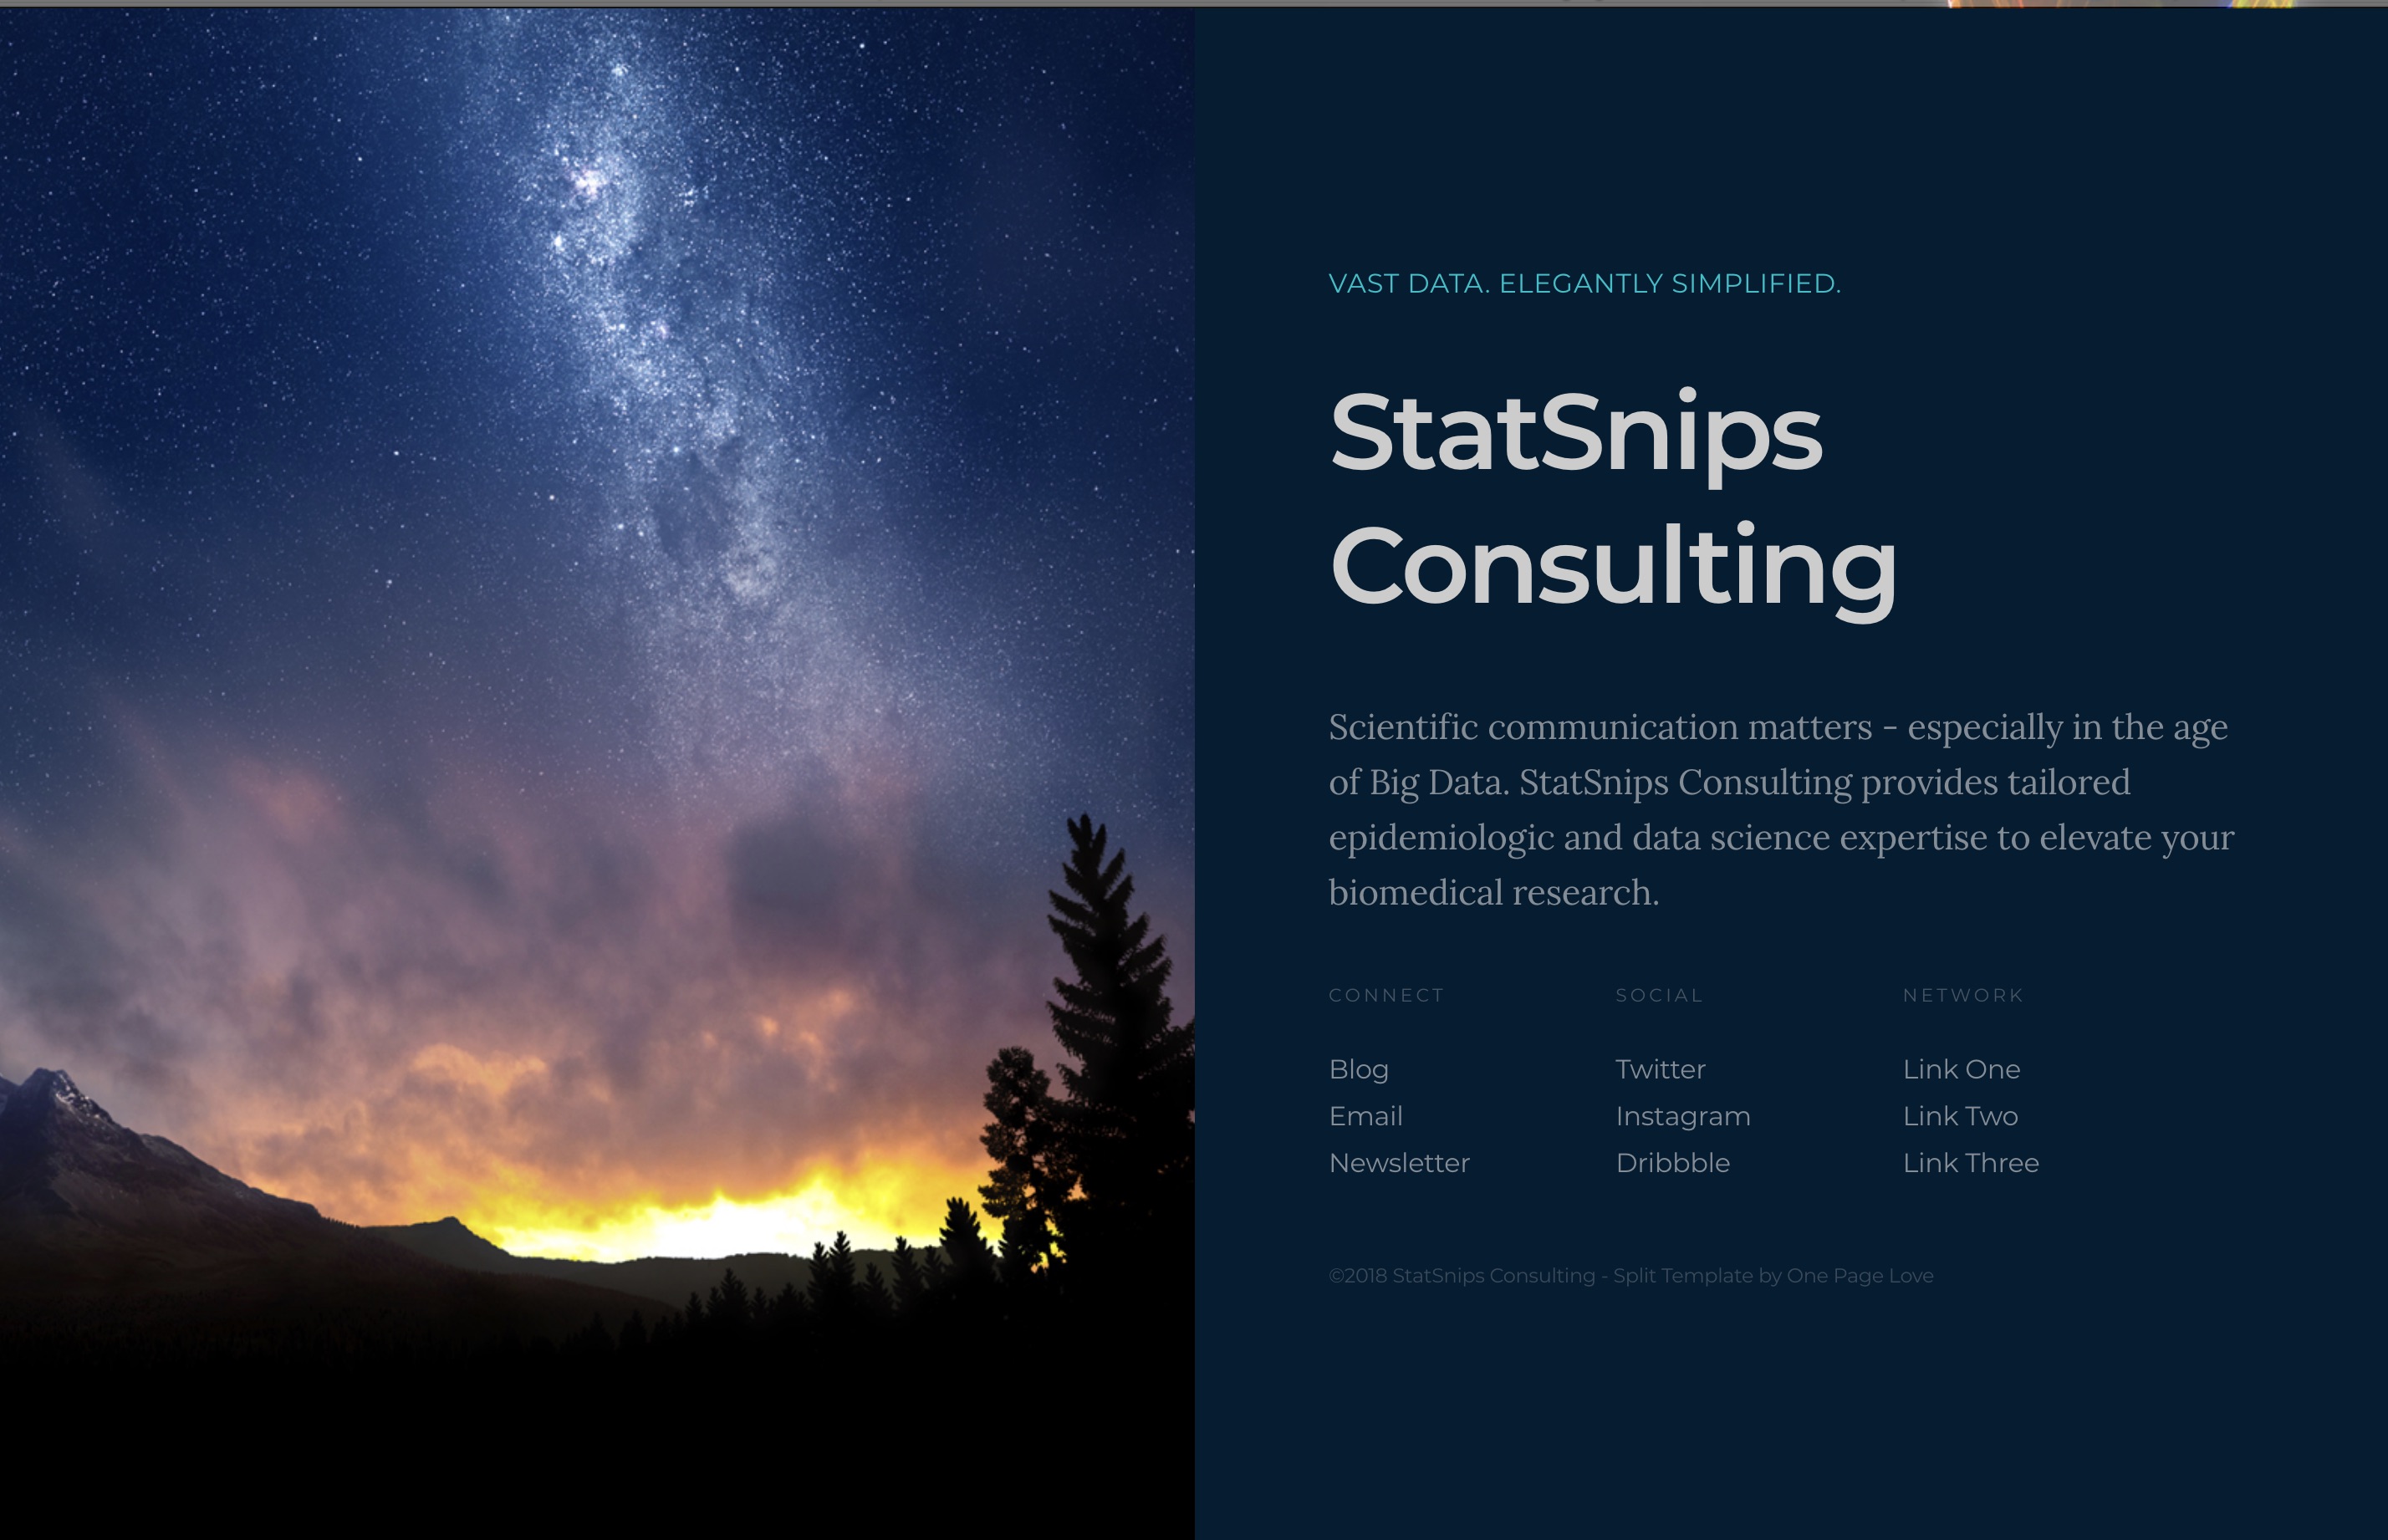 VAST DATA. ELEGANTLY SIMPLIFIED.
StatSnips
Consulting
Scientific communication matters - especially in the age
of Big Data. StatSnips Consulting provides tailored
epidemiologic and data science expertise to elevate your
biomedical research.
CONNECT
Blog
Email
Newsletter
SOCIAL
Twitter
Instagram
Dribbble
NETWORK
Link One
Link Two
Link Three
©2018 StatSnips Consulting - Split Template by One Page Love